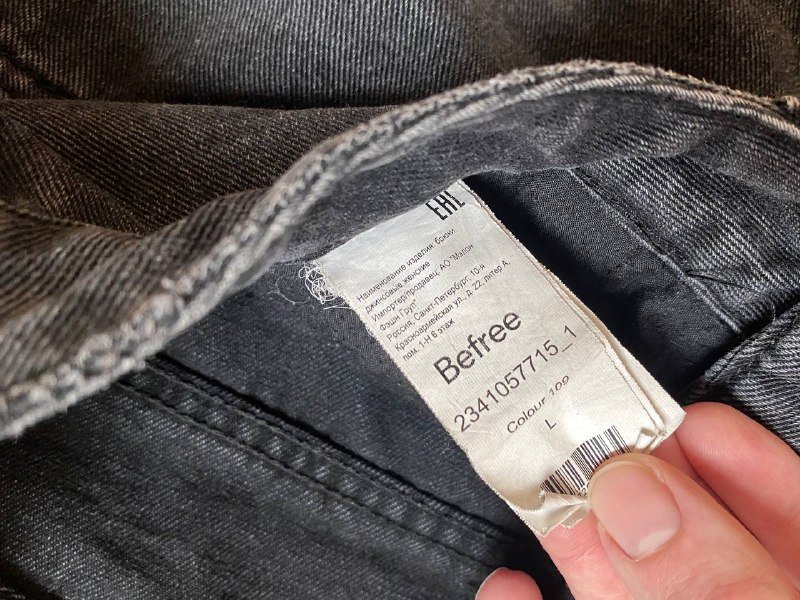 EAC
Наименование изделия: брюки
джинсовые женские
Импортер/продавец: АО "Мэлон
Фэшн Груп"
Россия, Санкт-Петербург, 10-я
Красноармейская ул., д. 22, литер А,
пом. 1-Н 6 этаж
Befree
2341057715_1
Colour 109
L